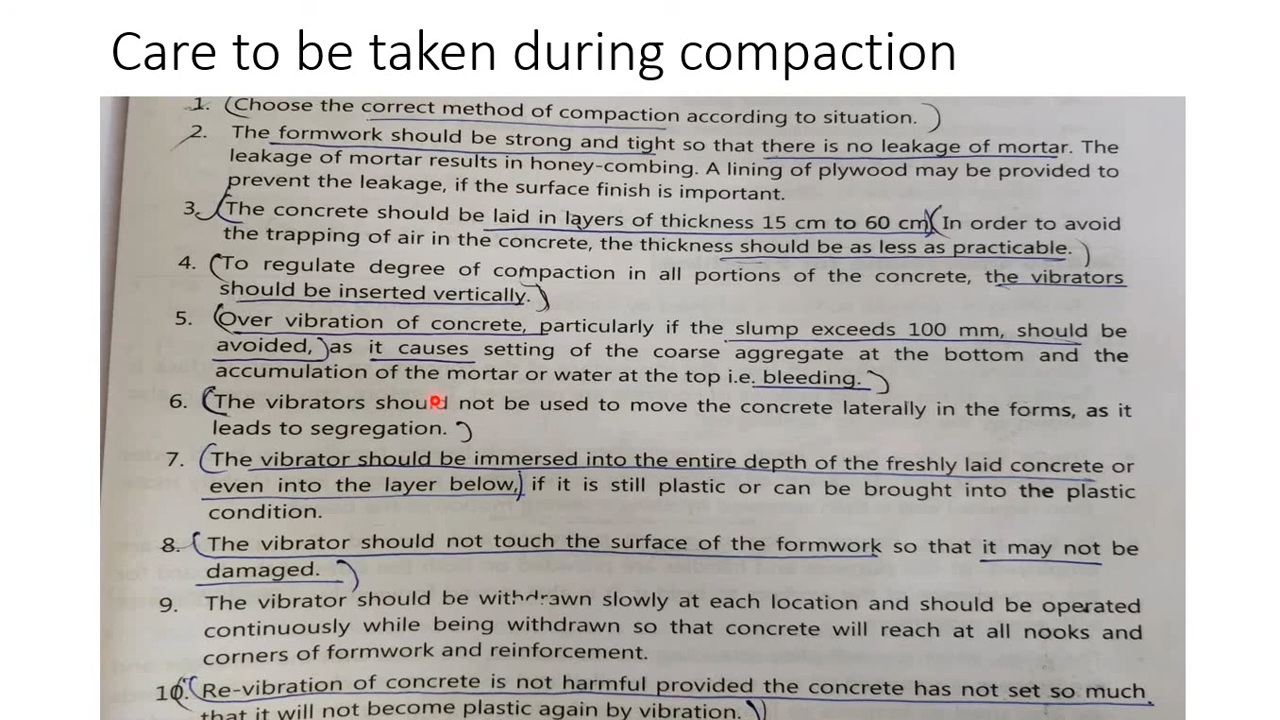 Care to be taken during compaction
1. Choose the correct method of compaction according to situation.
2. The formwork should be strong and tight so that there is no leakage of mortar. The
leakage of mortar results in honey-combing. A lining of plywood may be provided to
prevent the leakage, if the surface finish is important.
3. The concrete should be laid in layers of thickness 15 cm to 60 cm. In order to avoid
the trapping of air in the concrete, the thickness should be as less as practicable.
4. To regulate degree of compaction in all portions of the concrete, the vibrators
should be inserted vertically.
5. Over vibration of concrete, particularly if the slump exceeds 100 mm, should be
avoided, as it causes setting of the coarse aggregate at the bottom and the
accumulation of the mortar or water at the top i.e. bleeding.
6. The vibrators should not be used to move the concrete laterally in the forms, as it
leads to segregation.
7. The vibrator should be immersed into the entire depth of the freshly laid concrete or
even into the layer below, if it is still plastic or can be brought into the plastic
condition.
8. The vibrator should not touch the surface of the formwork so that it may not be
damaged.
9. The vibrator should be withdrawn slowly at each location and should be operated
continuously while being withdrawn so that concrete will reach at all nooks and
corners of formwork and reinforcement.
10. Re-vibration of concrete is not harmful provided the concrete has not set so much
that it will not become plastic again by vibration.